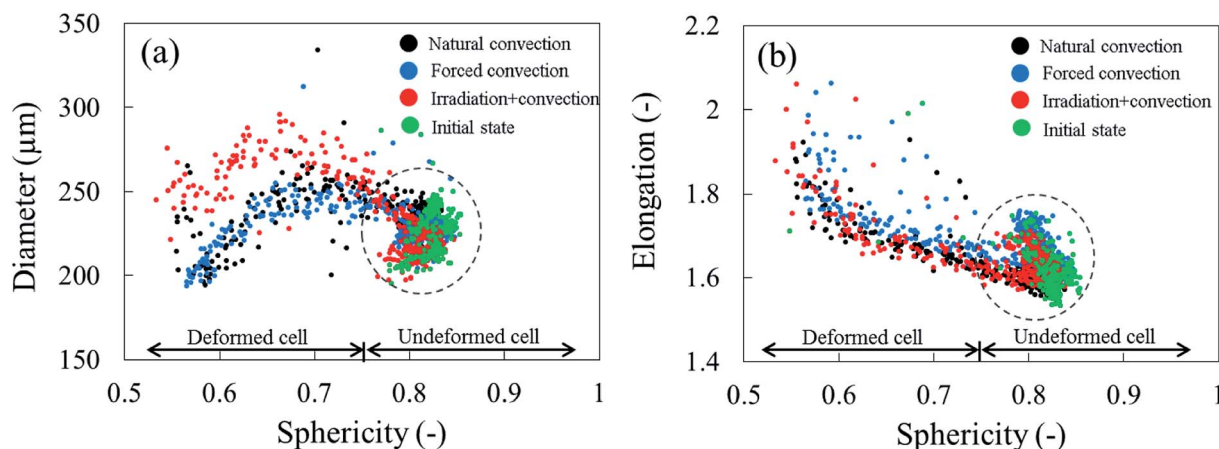 (a)
Natural convection
Forced convection
Irradiation+convection
Initial state
350
300
250
200
150
Diameter (μm)
Deformed cell
Undeformed cell
0.5 0.6 0.7 0.8 0.9 1
Sphericity (-)
(b)
Natural convection
Forced convection
Irradiation+convection
Initial state
2.2
2
1.8
1.6
1.4
Elongation (-)
Deformed cell
Undeformed cell
0.5 0.6 0.7 0.8 0.9 1
Sphericity (-)